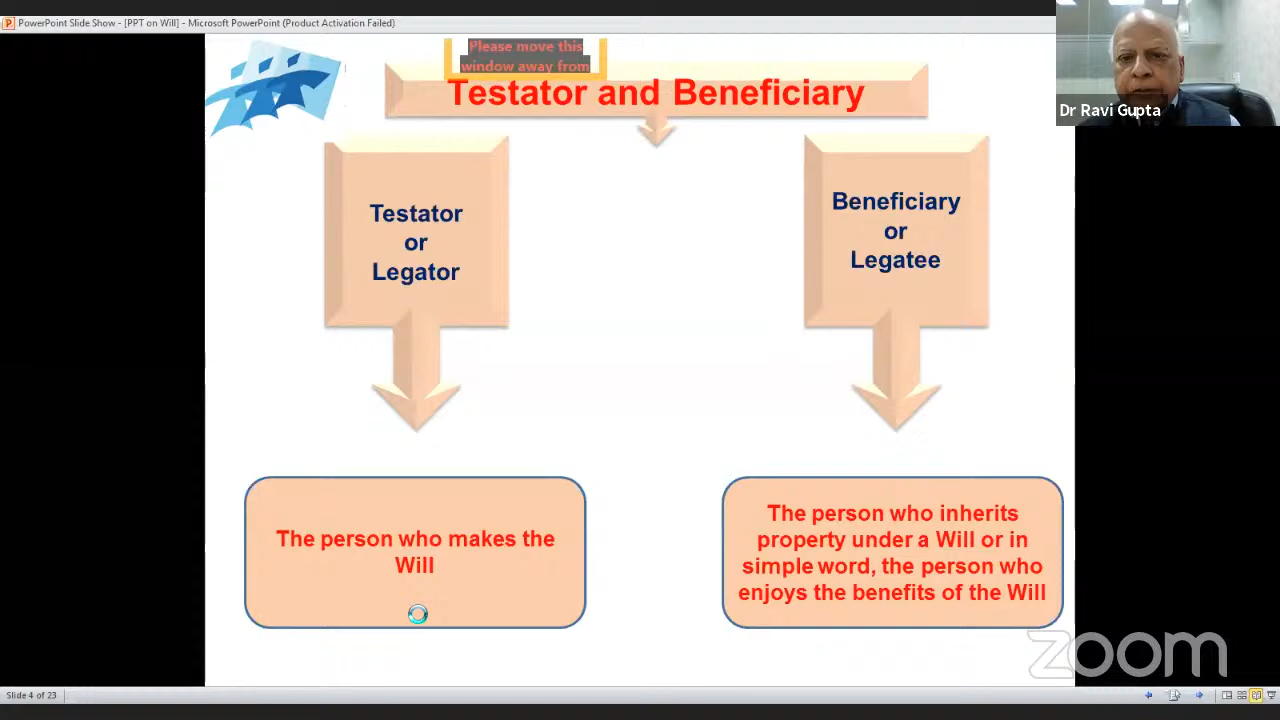 PowerPoint Slide Show - [PPT on Will] - Microsoft PowerPoint (Product Activation Failed)
Please move this
window away from
Testator and Beneficiary
Dr Ravi Gupta
Testator
or
Legator
Beneficiary
or
Legatee
The person who makes the
Will
The person who inherits
property under a Will or in
simple word, the person who
enjoys the benefits of the Will
zoom
Slide 4 of 23